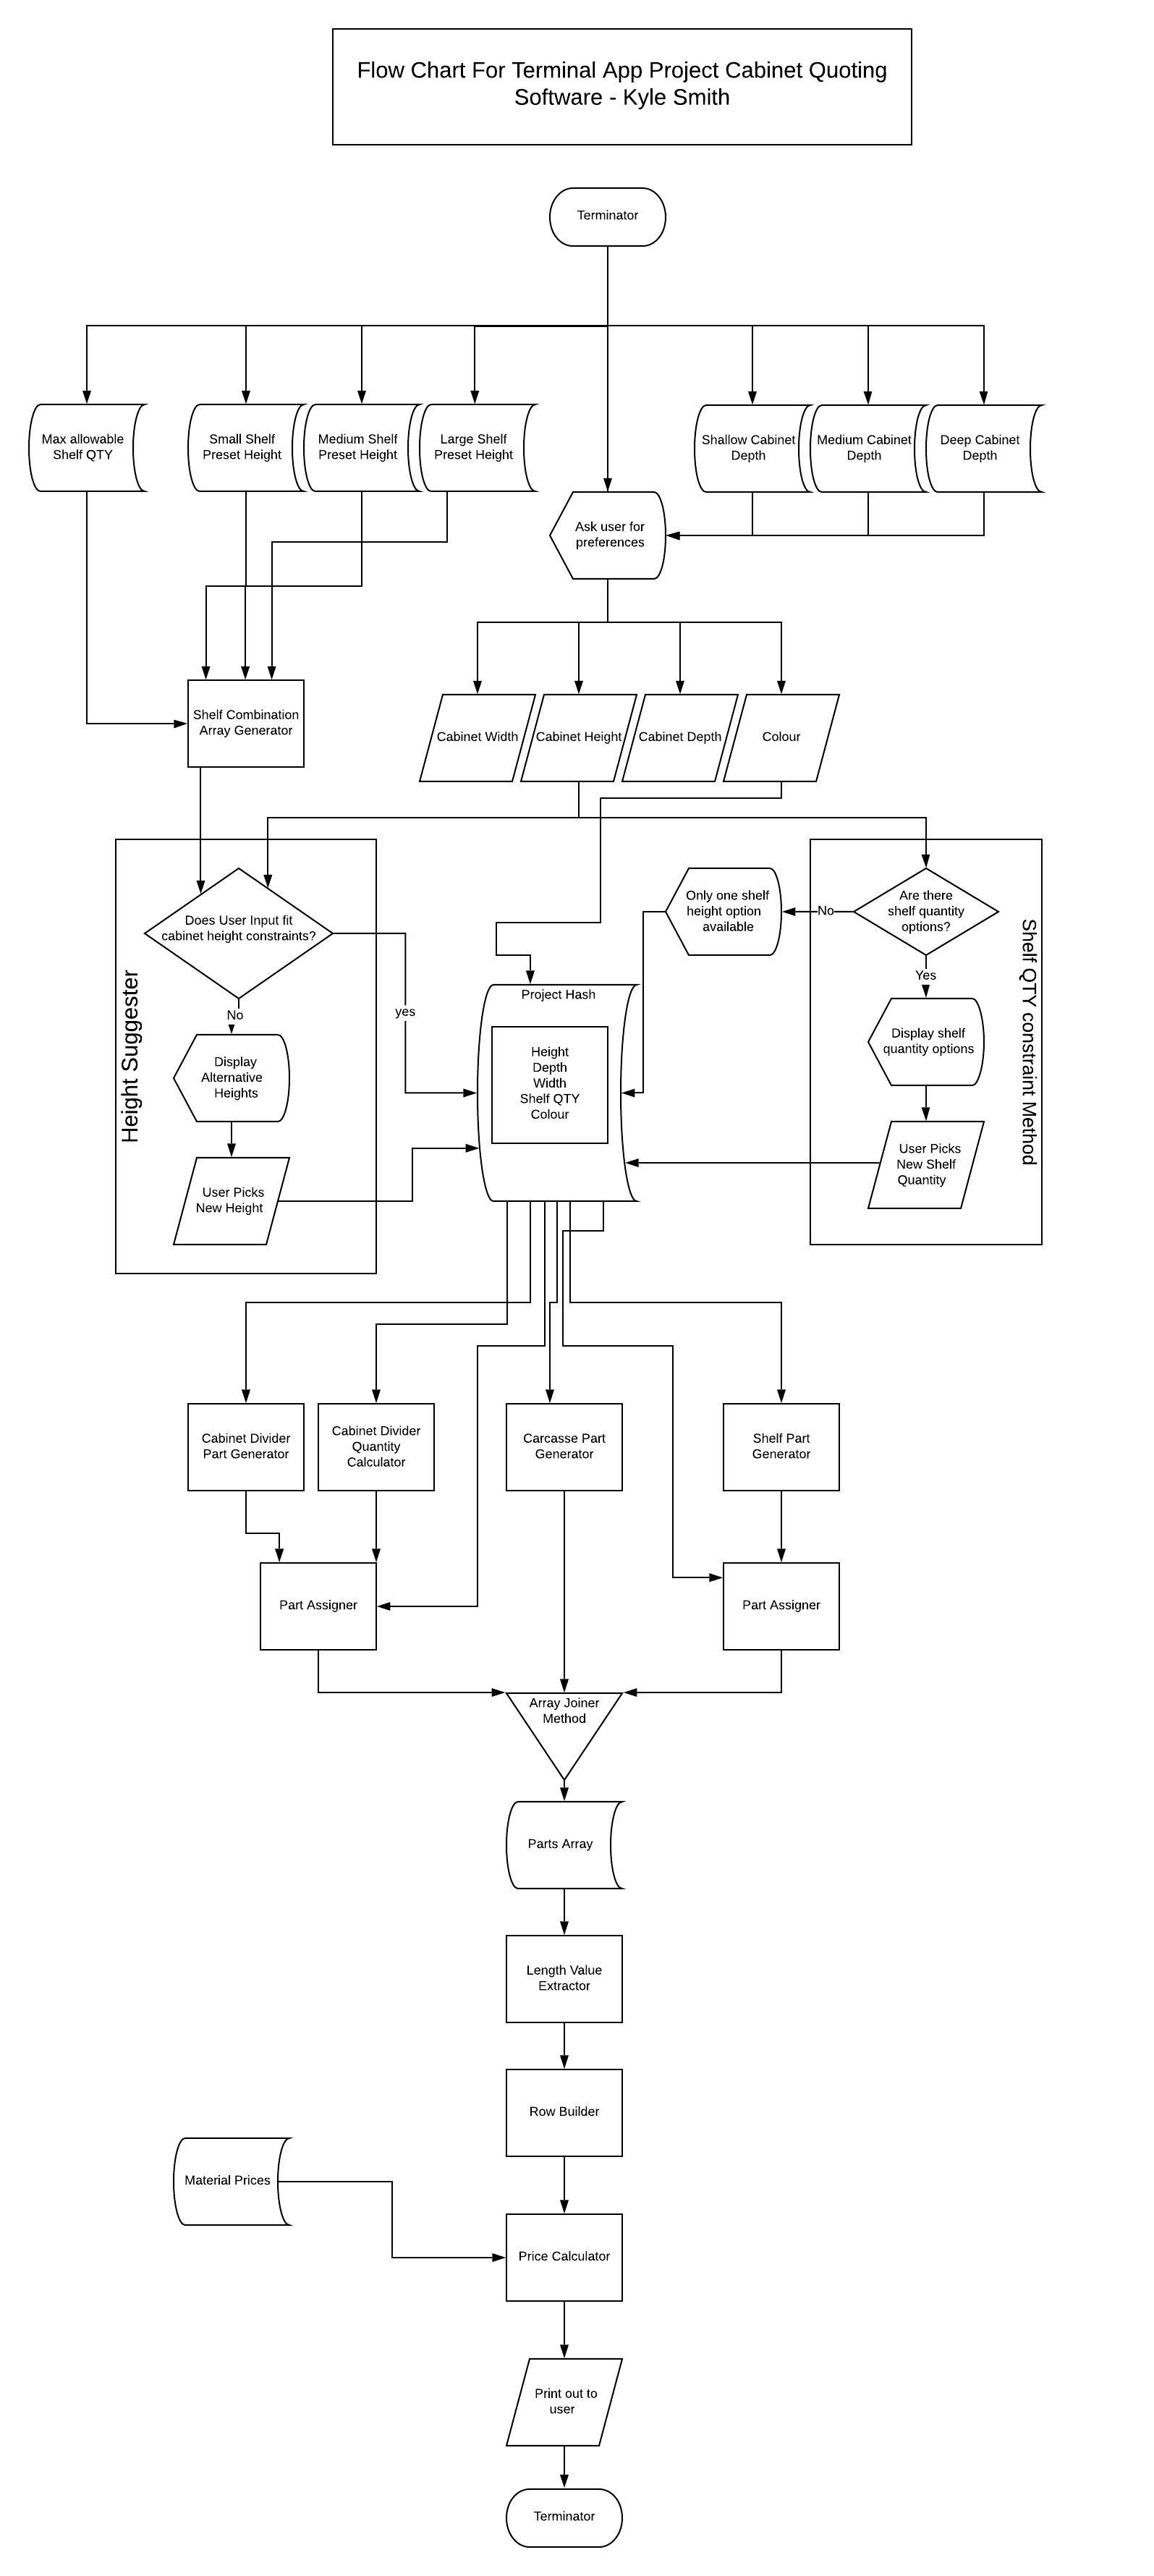 Flow Chart For Terminal App Project Cabinet Quoting
Software - Kyle Smith
Terminator
Max allowable
Shelf QTY
Small Shelf
Preset Height
Medium Shelf
Preset Height
Large Shelf
Preset Height
Shallow Cabinet
Depth
Medium Cabinet
Depth
Deep Cabinet
Depth
Ask user for
preferences
Shelf Combination
Array Generator
Cabinet Width
Cabinet Height
Cabinet Depth
Colour
Height Suggester
Does User Input fit
cabinet height constraints?
yes
No
Display
Alternative
Heights
User Picks
New Height
Project Hash
Height
Depth
Width
Shelf QTY
Colour
Only one shelf
height option
available
No
Are there
shelf quantity
options?
Yes
Display shelf
quantity options
User Picks
New Shelf
Quantity
Shelf QTY constraint Method
Cabinet Divider
Part Generator
Cabinet Divider
Quantity
Calculator
Carcasse Part
Generator
Shelf Part
Generator
Part Assigner
Part Assigner
Array Joiner
Method
Parts Array
Length Value
Extractor
Row Builder
Material Prices
Price Calculator
Print out to
user
Terminator